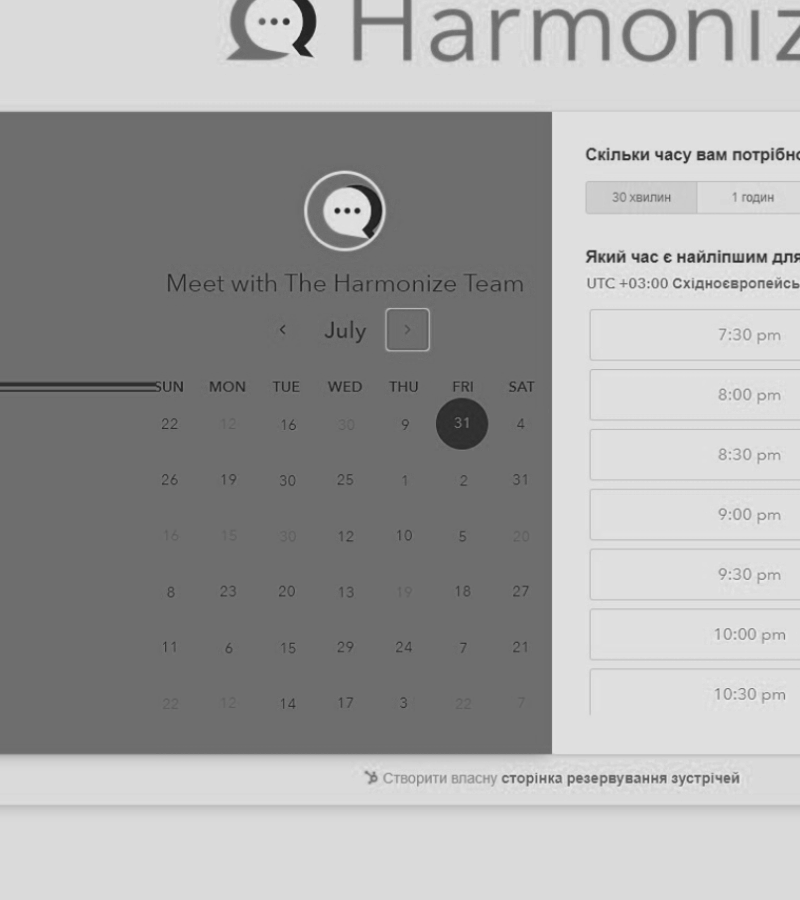 Harmoniz
Meet with The Harmonize Team
July
SUN MON TUE WED THU FRI SAT
22 12 16 30 9 31 4
26 19 30 25 1 2 31
16 15 30 12 10 5 20
8 23 20 13 19 18 27
11 6 15 29 24 7 21
22 12 14 17 3 22 7
Скільки часу вам потрібно
30 хвилин 1 годин
Який час є найліпшим для
UTC +03:00 Східноєвропейсь
7:30 pm
8:00 pm
8:30 pm
9:00 pm
9:30 pm
10:00 pm
10:30 pm
Створити власну сторінка резервування зустрічей